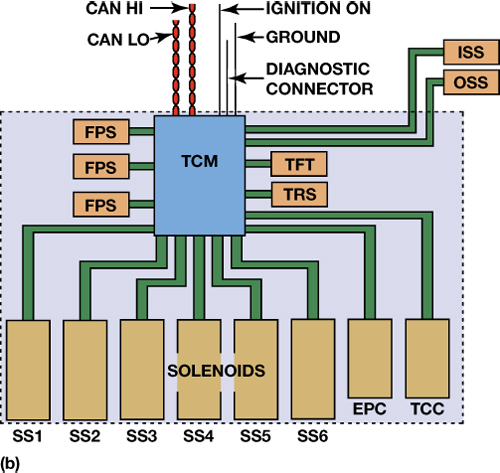 CAN HI
IGNITION ON
CAN LO
GROUND
ISS
DIAGNOSTIC
CONNECTOR
OSS
FPS
TCM
FPS
TFT
FPS
TRS
SOLENOIDS
EPC
TCC
SS1
SS2
SS3
SS4
SS5
SS6
(b)